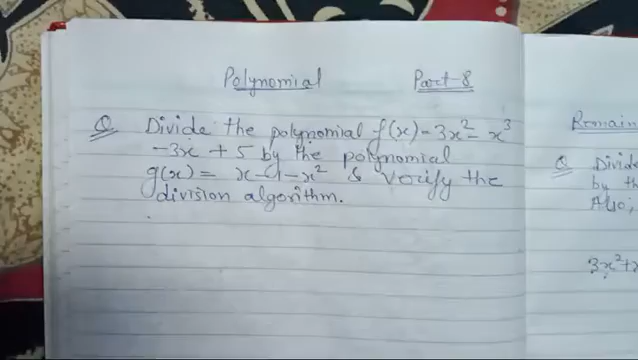 Polynomial Part-8
Q Divide the polynomial f(x) = 3x² - x³
- 3x + 5 by the polynomial
g(x) = x - 1 - x² & verify the
division algorithm.
Remain
Q Divide
by th
Also,
3x²+